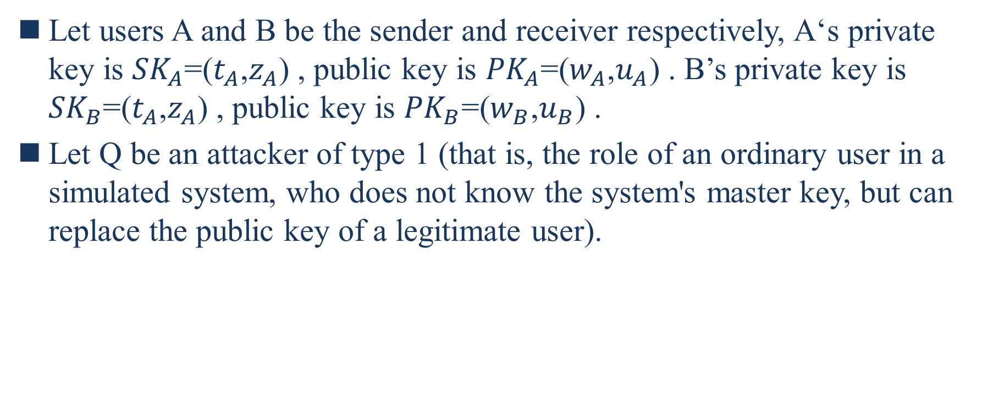 ■ Let users A and B be the sender and receiver respectively, A‘s private
key is 𝑆𝐾_𝐴=(𝑡_𝐴,𝑧_𝐴) , public key is 𝑃𝐾_𝐴=(𝑤_𝐴,𝑢_𝐴) . B’s private key is
𝑆𝐾_𝐵=(𝑡_𝐴,𝑧_𝐴) , public key is 𝑃𝐾_𝐵=(𝑤_𝐵,𝑢_𝐵) .
■ Let Q be an attacker of type 1 (that is, the role of an ordinary user in a
simulated system, who does not know the system's master key, but can
replace the public key of a legitimate user).